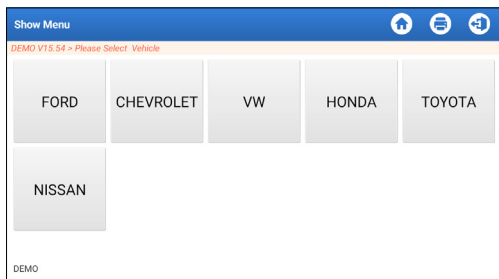 Show Menu
DEMO V15.54 > Please Select Vehicle
FORD CHEVROLET VW HONDA TOYOTA
NISSAN
DEMO